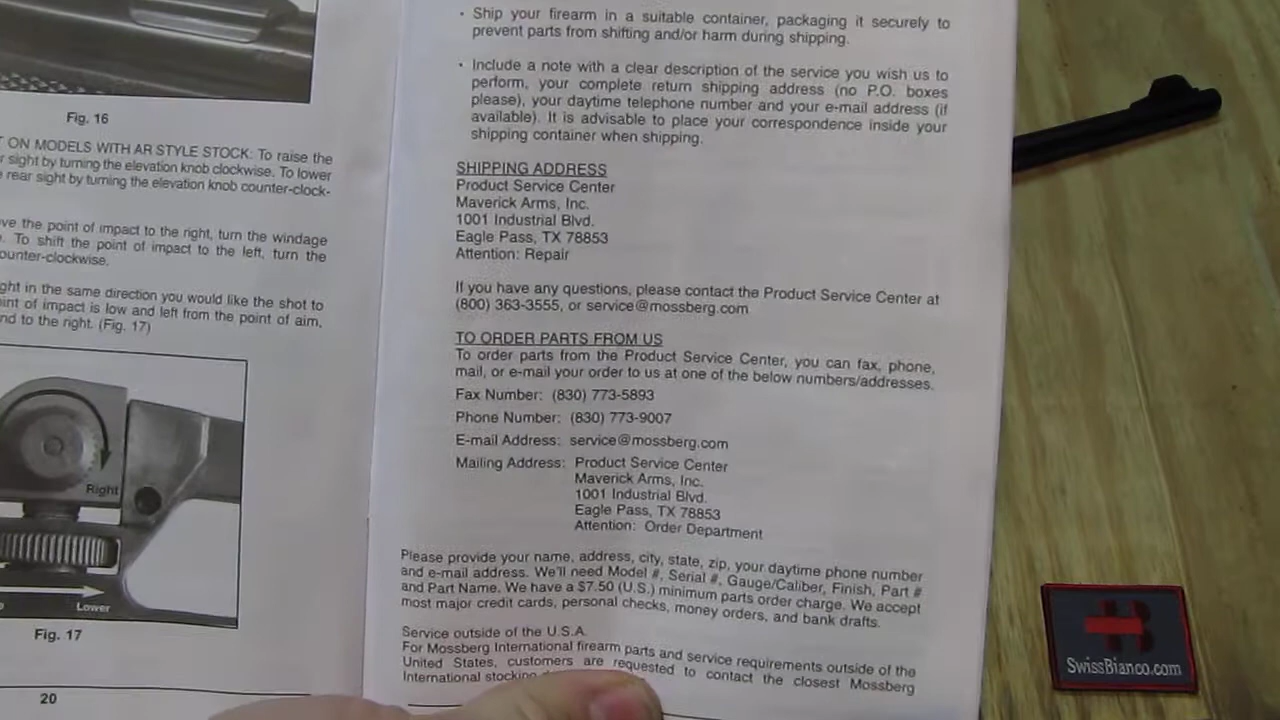 Fig. 16
T ON MODELS WITH AR STYLE STOCK: To raise the
r sight by turning the elevation knob clockwise. To lower
e rear sight by turning the elevation knob counter-clock-
ve the point of impact to the right, turn the windage
e. To shift the point of impact to the left, turn the
ounter-clockwise.
ght in the same direction you would like the shot to
oint of impact is low and left from the point of aim,
nd to the right. (Fig. 17)
Right
Lower
Fig. 17
20
• Ship your firearm in a suitable container, packaging it securely to
prevent parts from shifting and/or harm during shipping.
• Include a note with a clear description of the service you wish us to
perform, your complete return shipping address (no P.O. boxes
please), your daytime telephone number and your e-mail address (if
available). It is advisable to place your correspondence inside your
shipping container when shipping.
SHIPPING ADDRESS
Product Service Center
Maverick Arms, Inc.
1001 Industrial Blvd.
Eagle Pass, TX 78853
Attention: Repair
If you have any questions, please contact the Product Service Center at
(800) 363-3555, or service@mossberg.com
TO ORDER PARTS FROM US
To order parts from the Product Service Center, you can fax, phone,
mail, or e-mail your order to us at one of the below numbers/addresses.
Fax Number: (830) 773-5893
Phone Number: (830) 773-9007
E-mail Address: service@mossberg.com
Mailing Address: Product Service Center
Maverick Arms, Inc.
1001 Industrial Blvd.
Eagle Pass, TX 78853
Attention: Order Department
Please provide your name, address, city, state, zip, your daytime phone number
and e-mail address. We'll need Model #, Serial #, Gauge/Caliber, Finish, Part #
and Part Name. We have a $7.50 (U.S.) minimum parts order charge. We accept
most major credit cards, personal checks, money orders, and bank drafts.
Service outside of the U.S.A.
For Mossberg International firearm parts and service requirements outside of the
United States, customers are requested to contact the closest Mossberg
International stocking
SwissBianco.com